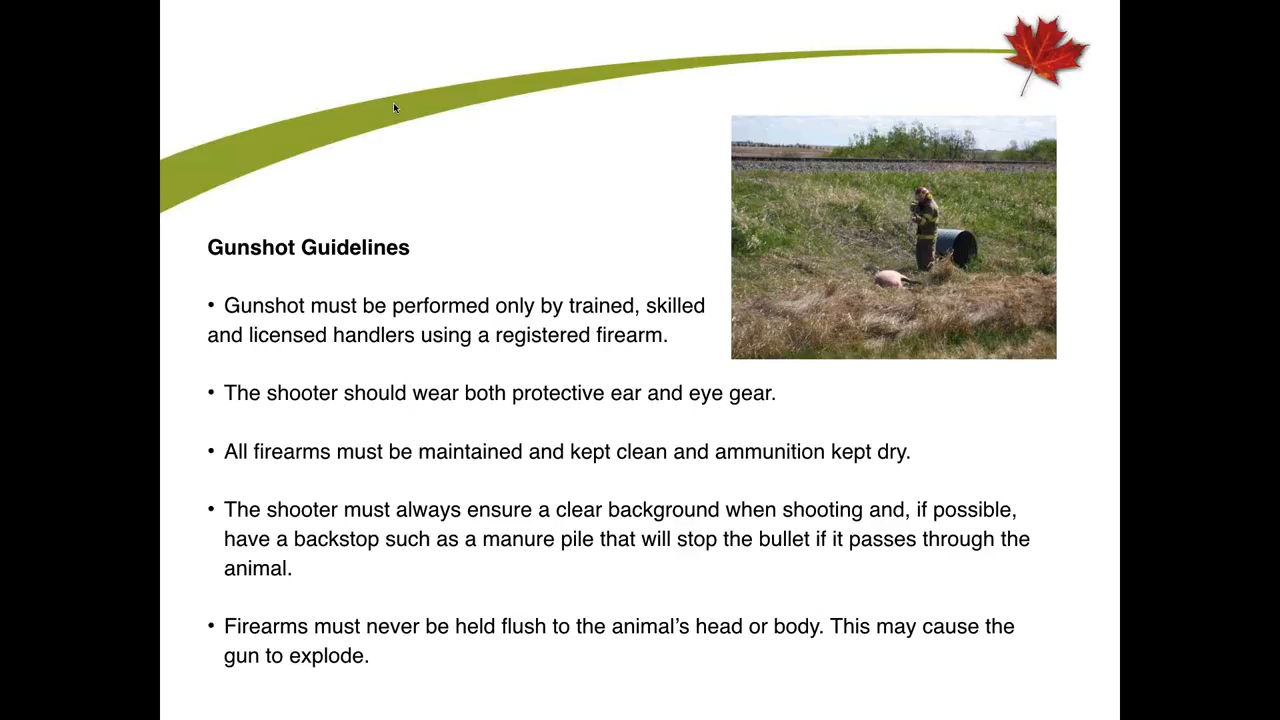 Gunshot Guidelines
• Gunshot must be performed only by trained, skilled
and licensed handlers using a registered firearm.
• The shooter should wear both protective ear and eye gear.
• All firearms must be maintained and kept clean and ammunition kept dry.
• The shooter must always ensure a clear background when shooting and, if possible,
have a backstop such as a manure pile that will stop the bullet if it passes through the
animal.
• Firearms must never be held flush to the animal’s head or body. This may cause the
gun to explode.